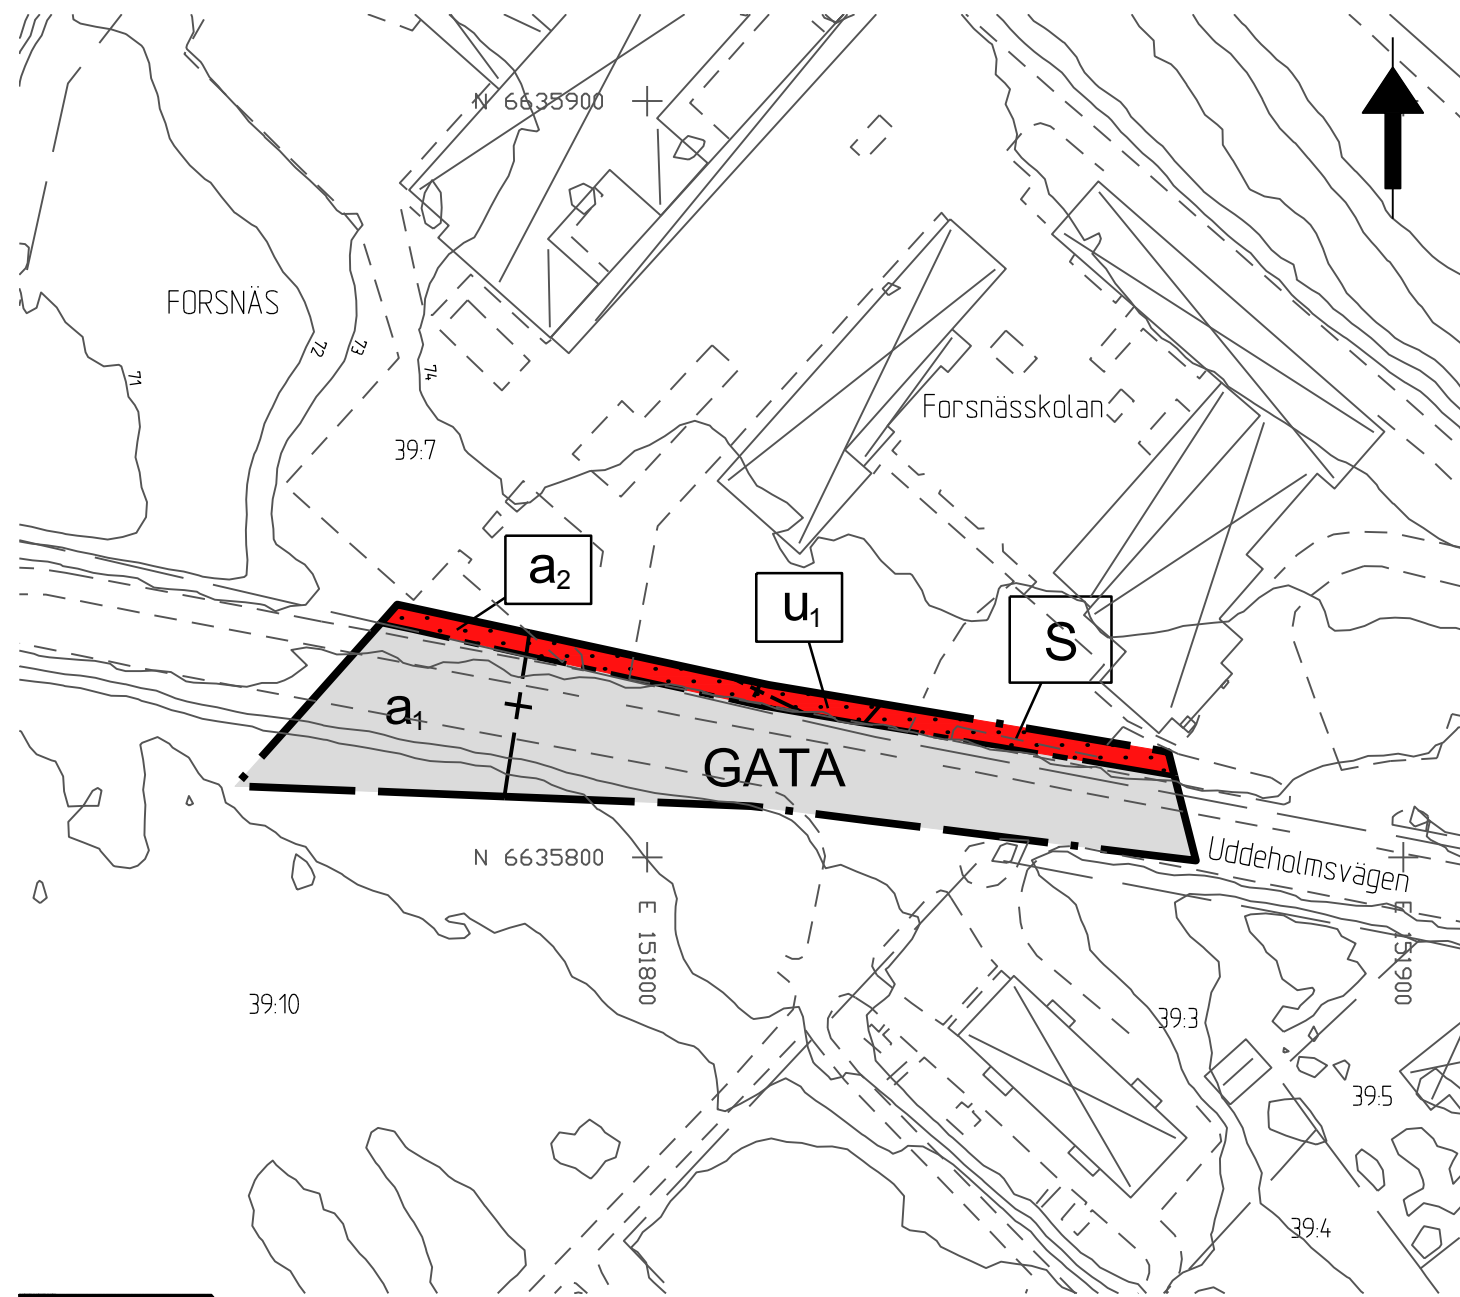 N 6635900
FORSNÄS
72
73
74
71
Forsnässkolan
39:7
a2
u1
S
a1
GATA
Uddeholmsvägen
N 6635800
E 151800
E 151900
39:10
39:3
39:5
39:4